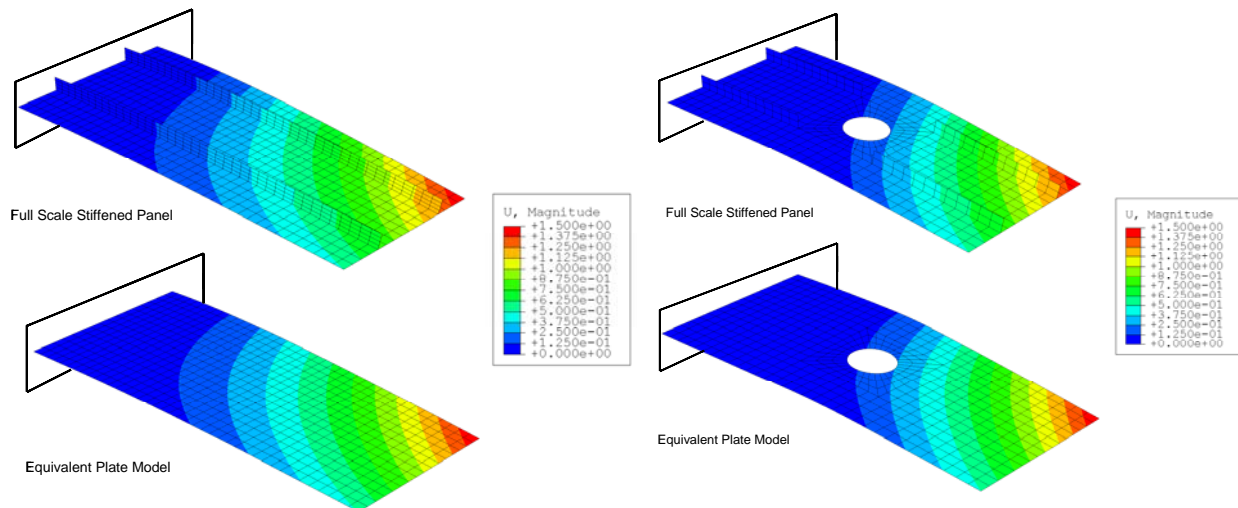 Full Scale Stiffened Panel
U, Magnitude
+1.500e+00
+1.375e+00
+1.250e+00
+1.125e+00
+1.000e+00
+8.750e-01
+7.500e-01
+6.250e-01
+5.000e-01
+3.750e-01
+2.500e-01
+1.250e-01
+0.000e+00
Equivalent Plate Model
Full Scale Stiffened Panel
U, Magnitude
+1.500e+00
+1.375e+00
+1.250e+00
+1.125e+00
+1.000e+00
+8.750e-01
+7.500e-01
+6.250e-01
+5.000e-01
+3.750e-01
+2.500e-01
+1.250e-01
+0.000e+00
Equivalent Plate Model